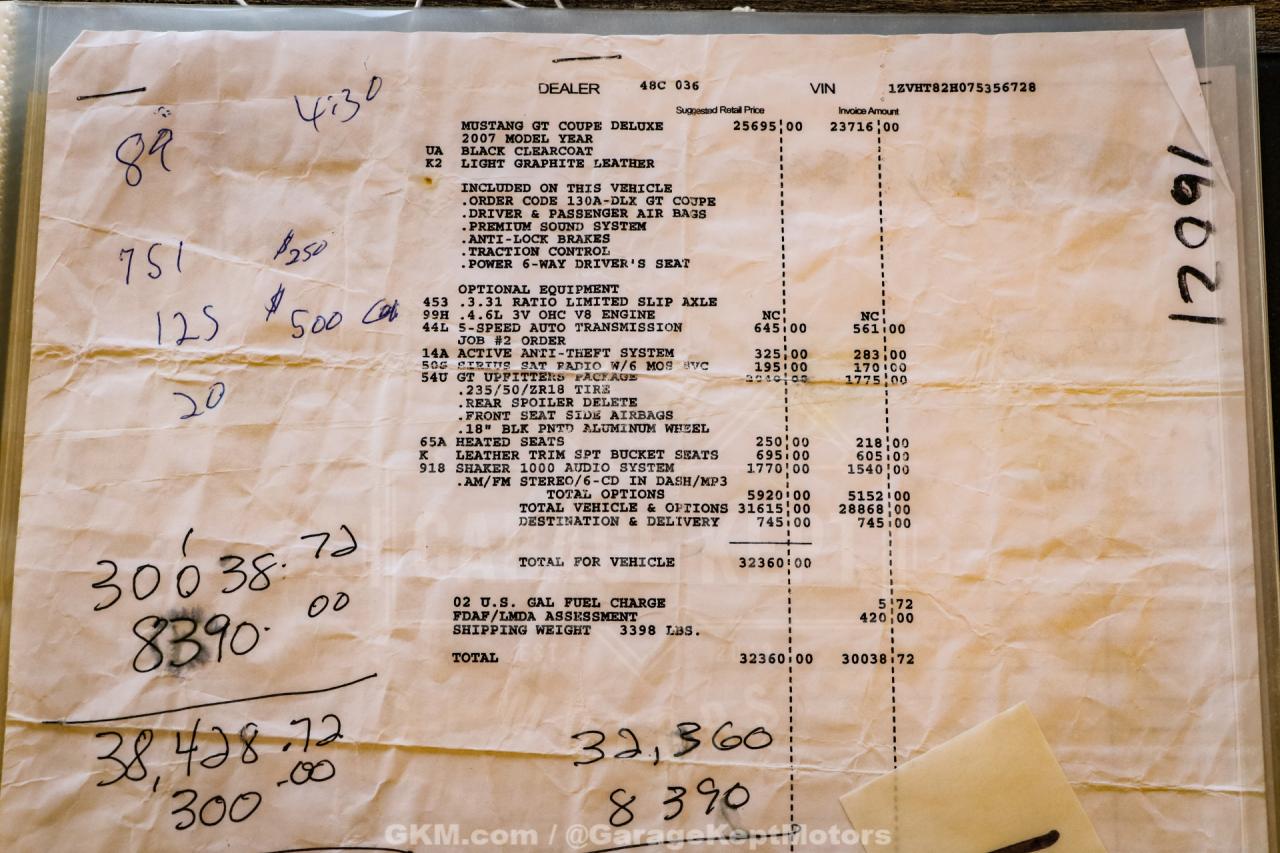 DEALER 48C 036 VIN 1ZVHT82H075356728
Suggested Retail Price Invoice Amount
MUSTANG GT COUPE DELUXE 25695 00 23716 00
2007 MODEL YEAR
UA BLACK CLEARCOAT
K2 LIGHT GRAPHITE LEATHER
INCLUDED ON THIS VEHICLE
.ORDER CODE 130A-DLX GT COUPE
.DRIVER & PASSENGER AIR BAGS
.PREMIUM SOUND SYSTEM
.ANTI-LOCK BRAKES
.TRACTION CONTROL
.POWER 6-WAY DRIVER'S SEAT
OPTIONAL EQUIPMENT
453 .3.31 RATIO LIMITED SLIP AXLE
99H .4.6L 3V OHC V8 ENGINE NC NC
44L 5-SPEED AUTO TRANSMISSION 645 00 561 00
JOB #2 ORDER
14A ACTIVE ANTI-THEFT SYSTEM 325 00 283 00
50S SIRIUS SAT RADIO W/6 MOS SVC 195 00 170 00
54U GT UPFITTERS PACKAGE 1775 00
.235/50/ZR18 TIRE
.REAR SPOILER DELETE
.FRONT SEAT SIDE AIRBAGS
.18" BLK PNTD ALUMINUM WHEEL
65A HEATED SEATS 250 00 218 00
K LEATHER TRIM SPT BUCKET SEATS 695 00 605 00
918 SHAKER 1000 AUDIO SYSTEM 1770 00 1540 00
.AM/FM STEREO/6-CD IN DASH/MP3
TOTAL OPTIONS 5920 00 5152 00
TOTAL VEHICLE & OPTIONS 31615 00 28868 00
DESTINATION & DELIVERY 745 00 745 00
TOTAL FOR VEHICLE 32360 00
02 U.S. GAL FUEL CHARGE 5 72
FDAF/LMDA ASSESSMENT 420 00
SHIPPING WEIGHT 3398 LBS.
TOTAL 32360 00 30038 72
4:30
89
751 $250
125 $500
20
30038.72
8390.00
38,428.72
300.00
32,360
8390
12091
GKM.com / @GarageKeptMotors